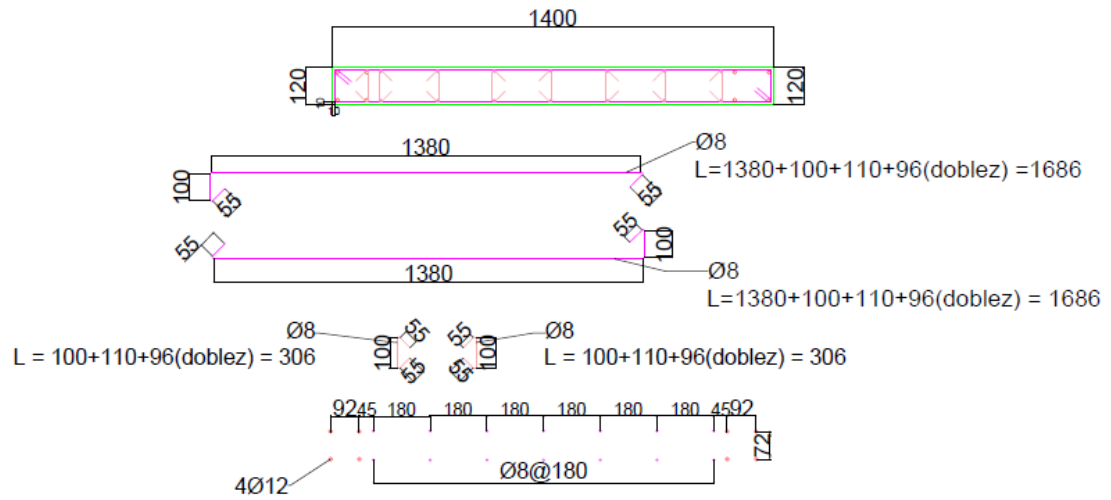 1400
120
120
10
10
1380
Ø8
L=1380+100+110+96(doblez) =1686
100
55
55
55
55
100
1380
Ø8
L=1380+100+110+96(doblez) = 1686
Ø8
55
55
Ø8
100
100
L = 100+110+96(doblez) = 306
L = 100+110+96(doblez) = 306
55
55
92 45 180 180 180 180 180 180 45 92
72
Ø8@180
4Ø12